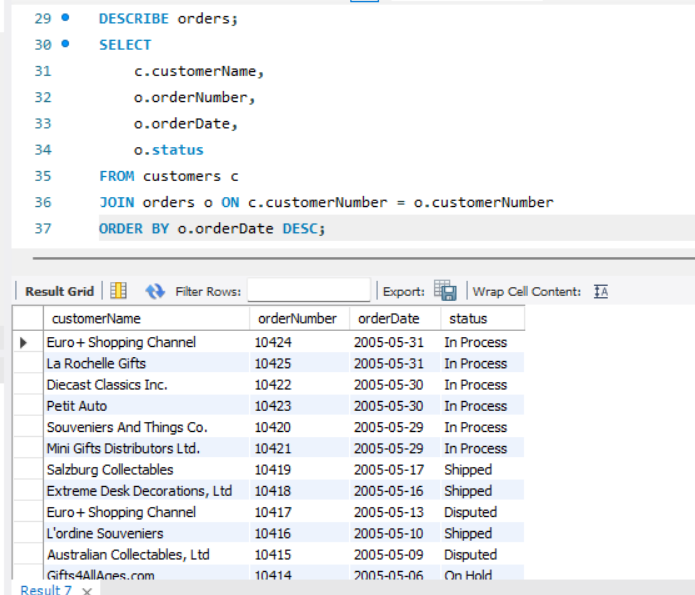 29 DESCRIBE orders;
30 SELECT
31 c.customerName,
32 o.orderNumber,
33 o.orderDate,
34 o.status
35 FROM customers c
36 JOIN orders o ON c.customerNumber = o.customerNumber
37 ORDER BY o.orderDate DESC;
Result Grid Filter Rows: Export: Wrap Cell Content:
customerName orderNumber orderDate status
Euro+ Shopping Channel 10424 2005-05-31 In Process
La Rochelle Gifts 10425 2005-05-31 In Process
Diecast Classics Inc. 10422 2005-05-30 In Process
Petit Auto 10423 2005-05-30 In Process
Souveniers And Things Co. 10420 2005-05-29 In Process
Mini Gifts Distributors Ltd. 10421 2005-05-29 In Process
Salzburg Collectables 10419 2005-05-17 Shipped
Extreme Desk Decorations, Ltd 10418 2005-05-16 Shipped
Euro+ Shopping Channel 10417 2005-05-13 Disputed
L'ordine Souveniers 10416 2005-05-10 Shipped
Australian Collectables, Ltd 10415 2005-05-09 Disputed
Gifts4AllAges.com 10414 2005-05-06 On Hold
Result 7